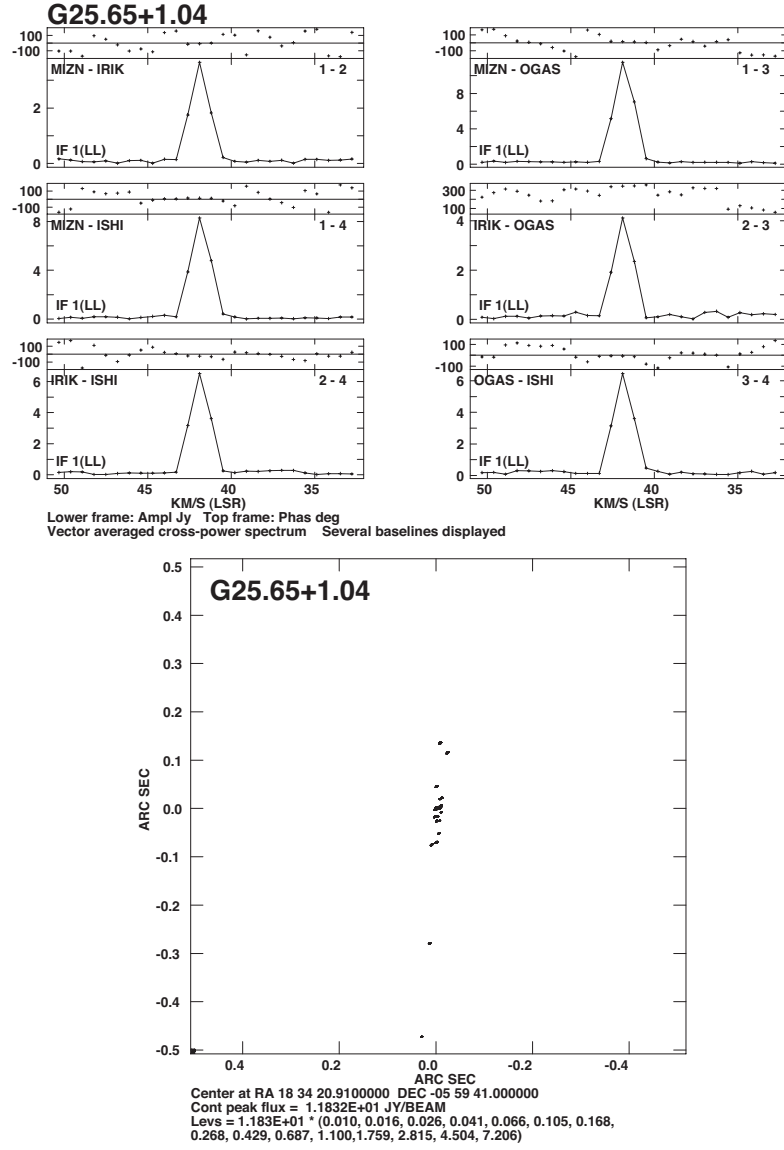 G25.65+1.04
100
-100
MIZN - IRIK 1 - 2
2
0
IF 1(LL)
100
-100
MIZN - OGAS 1 - 3
8
4
0
IF 1(LL)
100
-100
MIZN - ISHI 1 - 4
8
4
0
IF 1(LL)
300
100
IRIK - OGAS 2 - 3
4
2
0
IF 1(LL)
100
-100
IRIK - ISHI 2 - 4
6
4
2
0
IF 1(LL)
50 45 40 35
KM/S (LSR)
100
-100
OGAS - ISHI 3 - 4
6
4
2
0
IF 1(LL)
50 45 40 35
KM/S (LSR)
Lower frame: Ampl Jy Top frame: Phas deg
Vector averaged cross-power spectrum Several baselines displayed
G25.65+1.04
ARC SEC
0.5
0.4
0.3
0.2
0.1
0.0
-0.1
-0.2
-0.3
-0.4
-0.5
0.4 0.2 0.0 -0.2 -0.4
ARC SEC
Center at RA 18 34 20.9100000 DEC -05 59 41.000000
Cont peak flux = 1.1832E+01 JY/BEAM
Levs = 1.183E+01 * (0.010, 0.016, 0.026, 0.041, 0.066, 0.105, 0.168,
0.268, 0.429, 0.687, 1.100,1.759, 2.815, 4.504, 7.206)